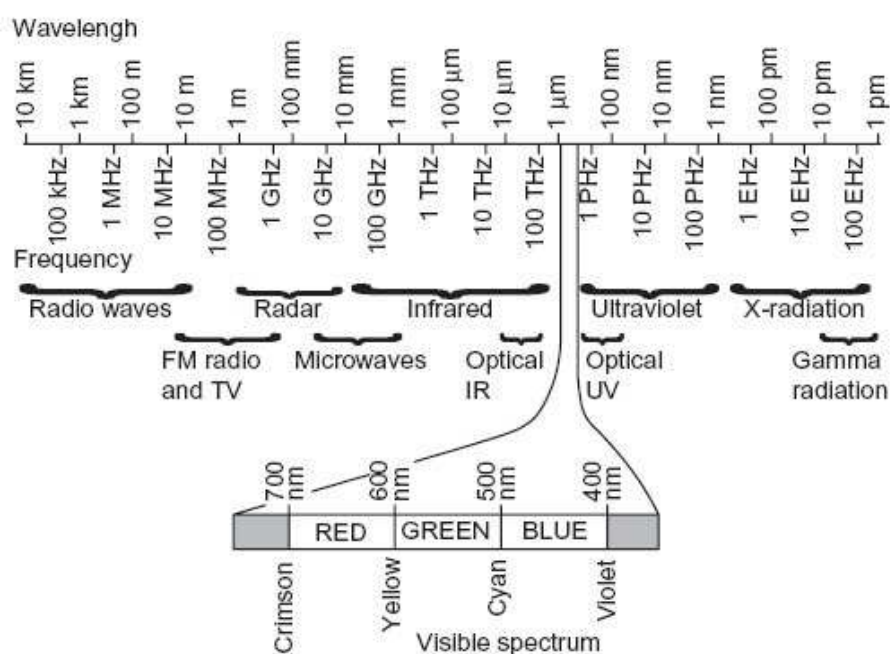 Wavelengh
10 km
1 km
100 m
10 m
1 m
100 mm
10 mm
1 mm
100 µm
10 µm
1 µm
100 nm
10 nm
1 nm
100 pm
10 pm
1 pm
100 kHz
1 MHz
10 MHz
100 MHz
1 GHz
10 GHz
100 GHz
1 THz
10 THz
100 THz
1 PHz
10 PHz
100 PHz
1 EHz
10 EHz
100 EHz
Frequency
Radio waves
Radar
Infrared
Ultraviolet
X-radiation
FM radio
and TV
Microwaves
Optical
IR
Optical
UV
Gamma
radiation
700
nm
600
nm
500
nm
400
nm
RED
GREEN
BLUE
Crimson
Yellow
Cyan
Violet
Visible spectrum